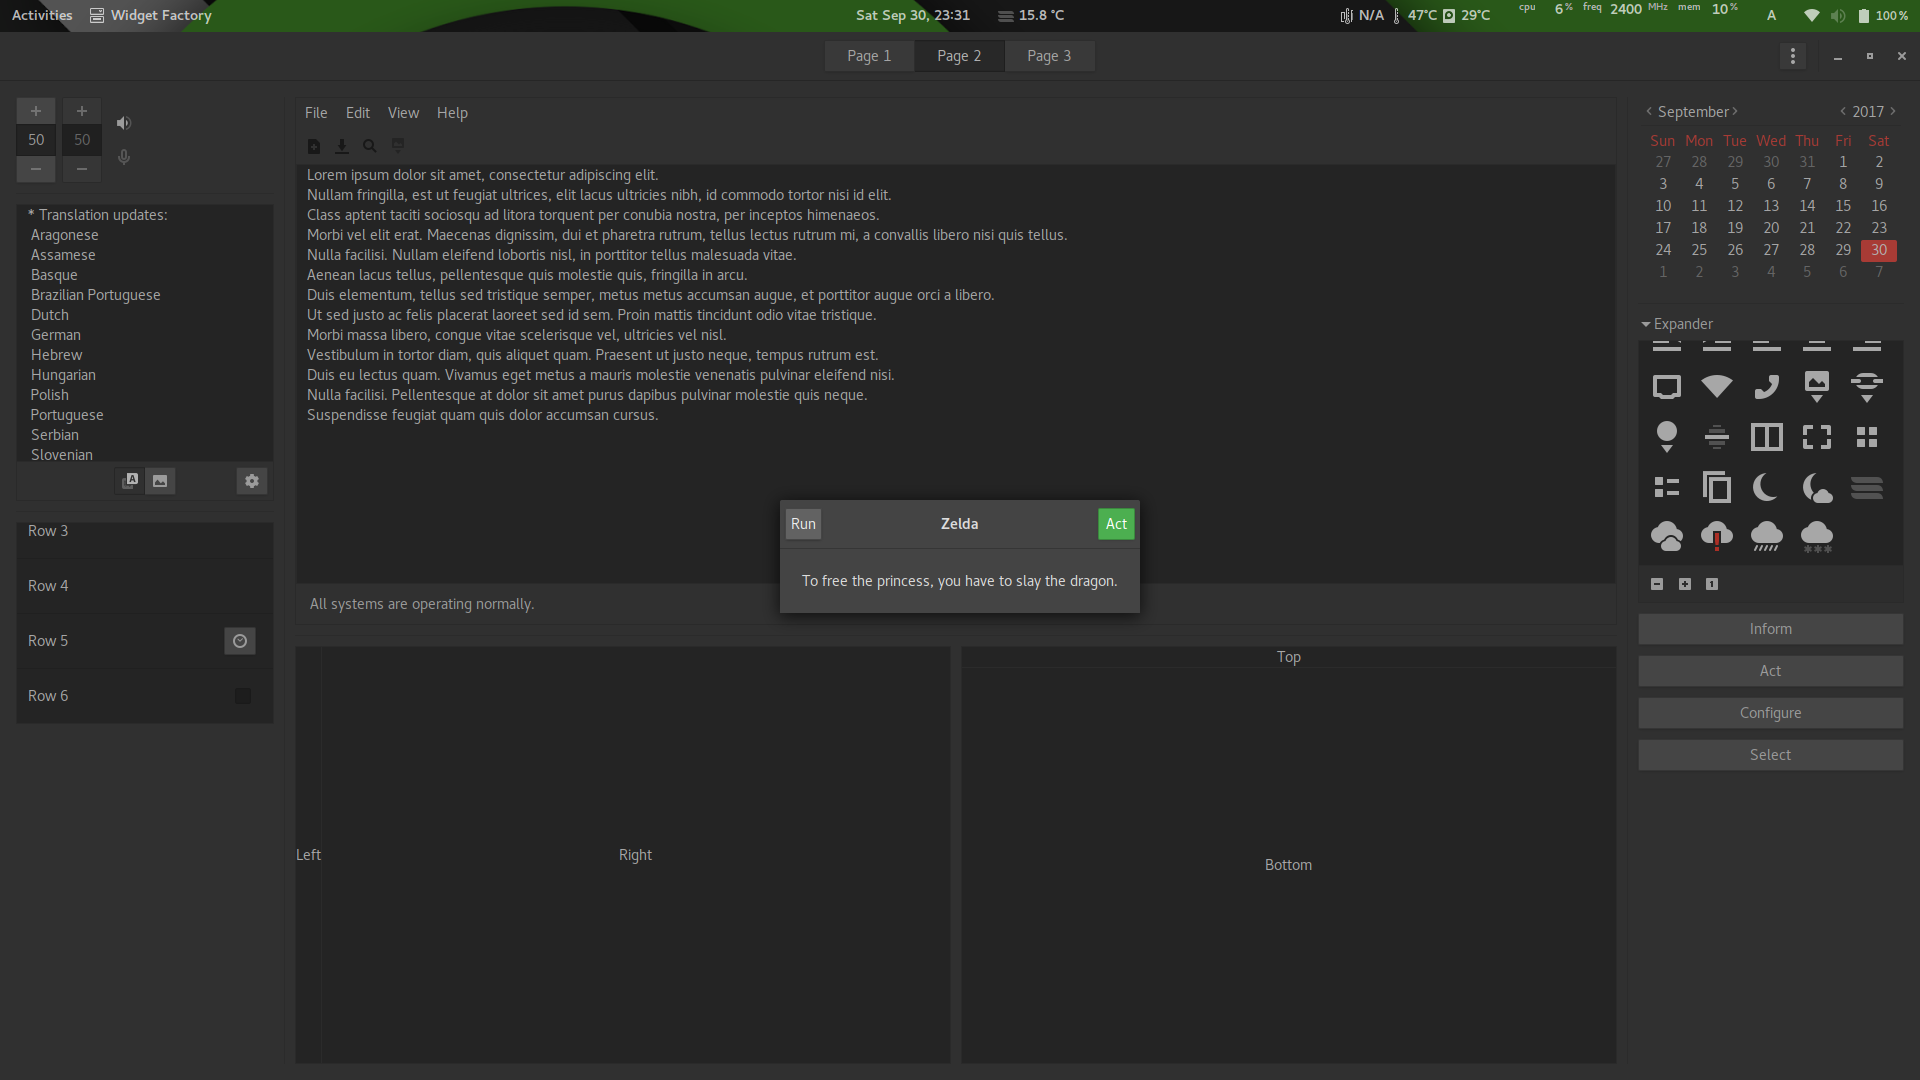 Activities Widget Factory Sat Sep 30, 23:31 15.8 °C N/A 47°C 29°C cpu 6 % freq 2400 MHz mem 10 % A 100 %
Page 1 Page 2 Page 3
50 50
* Translation updates:
Aragonese
Assamese
Basque
Brazilian Portuguese
Dutch
German
Hebrew
Hungarian
Polish
Portuguese
Serbian
Slovenian
Row 3
Row 4
Row 5
Row 6
File Edit View Help
Lorem ipsum dolor sit amet, consectetur adipiscing elit.
Nullam fringilla, est ut feugiat ultrices, elit lacus ultricies nibh, id commodo tortor nisi id elit.
Class aptent taciti sociosqu ad litora torquent per conubia nostra, per inceptos himenaeos.
Morbi vel elit erat. Maecenas dignissim, dui et pharetra rutrum, tellus lectus rutrum mi, a convallis libero nisi quis tellus.
Nulla facilisi. Nullam eleifend lobortis nisl, in porttitor tellus malesuada vitae.
Aenean lacus tellus, pellentesque quis molestie quis, fringilla in arcu.
Duis elementum, tellus sed tristique semper, metus metus accumsan augue, et porttitor augue orci a libero.
Ut sed justo ac felis placerat laoreet sed id sem. Proin mattis tincidunt odio vitae tristique.
Morbi massa libero, congue vitae scelerisque vel, ultricies vel nisl.
Vestibulum in tortor diam, quis aliquet quam. Praesent ut justo neque, tempus rutrum est.
Duis eu lectus quam. Vivamus eget metus a mauris molestie venenatis pulvinar eleifend nisi.
Nulla facilisi. Pellentesque at dolor sit amet purus dapibus pulvinar molestie quis neque.
Suspendisse feugiat quam quis dolor accumsan cursus.
Run Zelda Act
To free the princess, you have to slay the dragon.
All systems are operating normally.
Left Right
Top
Bottom
September 2017
Sun Mon Tue Wed Thu Fri Sat
27 28 29 30 31 1 2
3 4 5 6 7 8 9
10 11 12 13 14 15 16
17 18 19 20 21 22 23
24 25 26 27 28 29 30
1 2 3 4 5 6 7
Expander
Inform
Act
Configure
Select